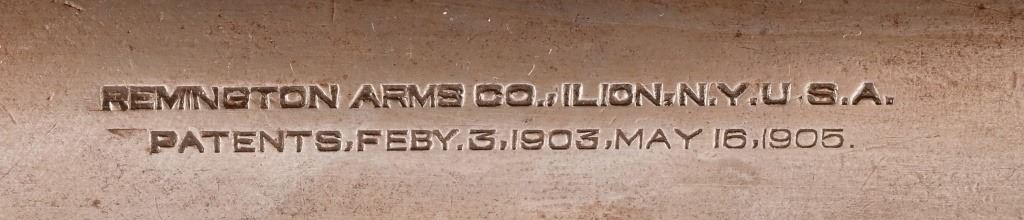 REMINGTON ARMS CO., ILION, N.Y. U.S.A.
PATENTS, FEBY. 3, 1903, MAY 16, 1905.